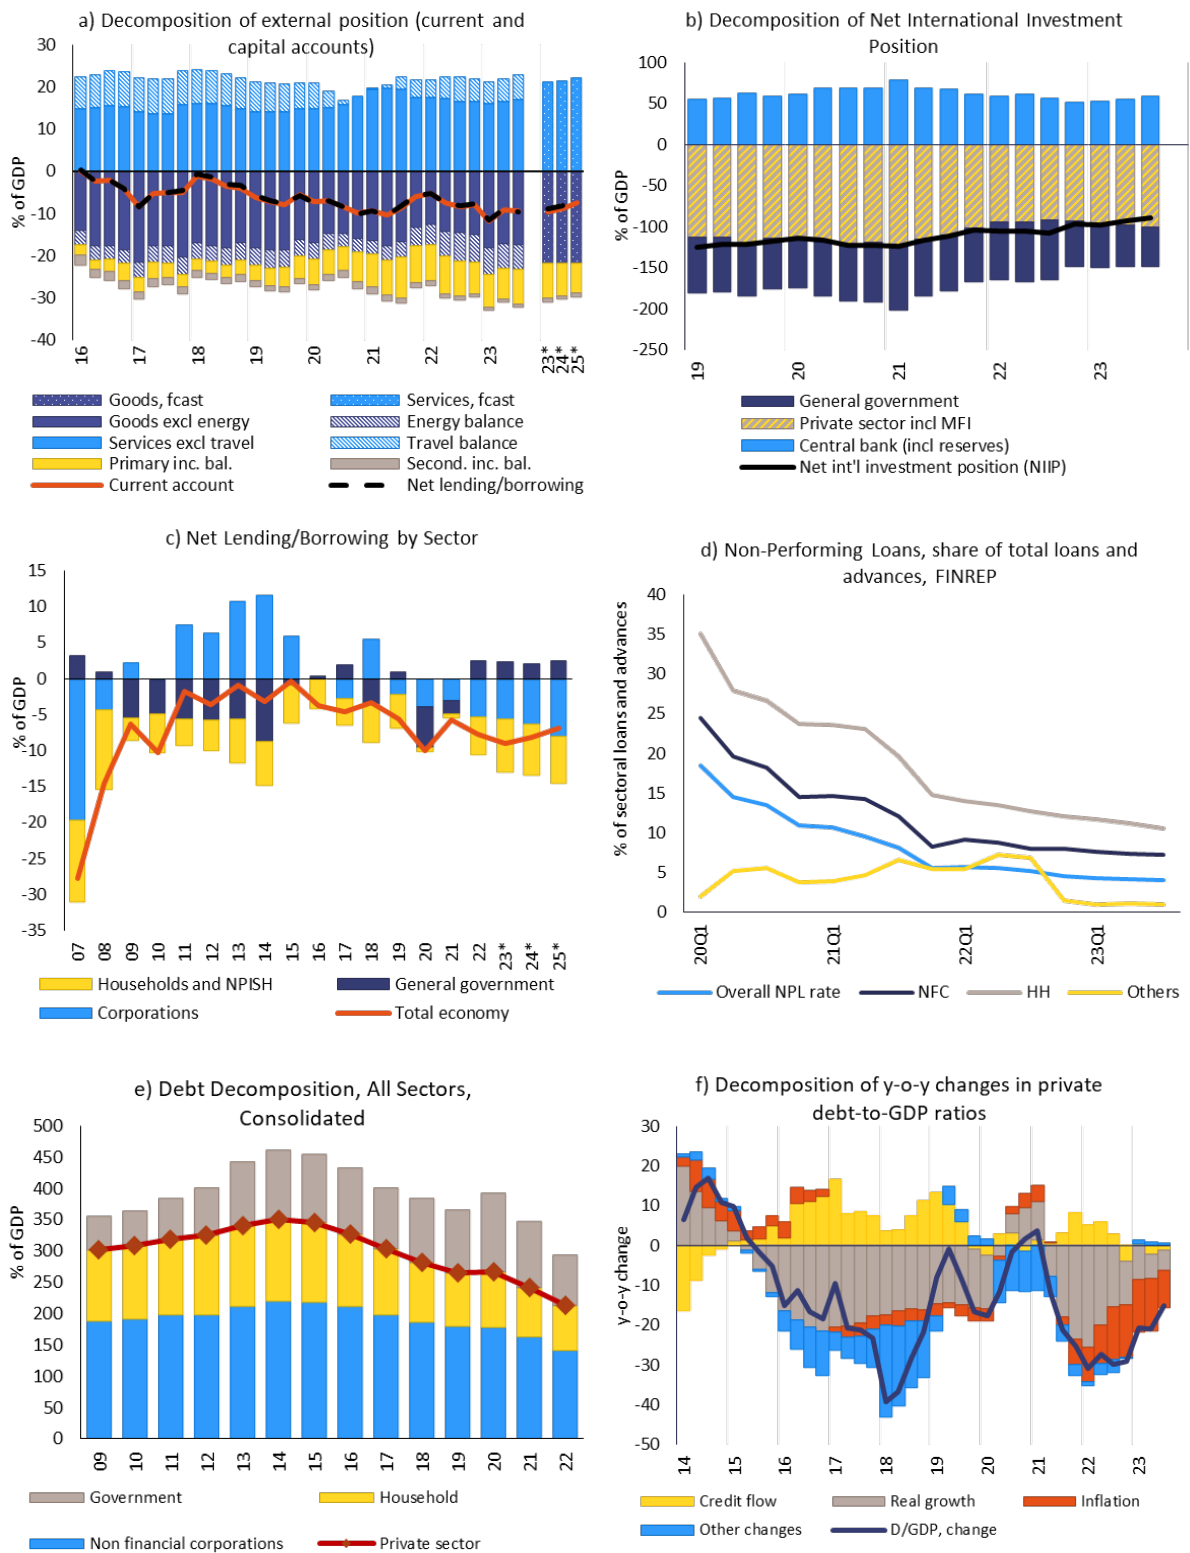 a) Decomposition of external position (current and
capital accounts)
% of GDP
30
20
10
0
-10
-20
-30
-40
16
17
18
19
20
21
22
23
23*
24*
25*
Goods, fcast
Services, fcast
Goods excl energy
Energy balance
Services excl travel
Travel balance
Primary inc. bal.
Second. inc. bal.
Current account
Net lending/borrowing
b) Decomposition of Net International Investment
Position
% of GDP
100
50
0
-50
-100
-150
-200
-250
19
20
21
22
23
General government
Private sector incl MFI
Central bank (incl reserves)
Net int'l investment position (NIIP)
c) Net Lending/Borrowing by Sector
% of GDP
15
10
5
0
-5
-10
-15
-20
-25
-30
-35
07
08
09
10
11
12
13
14
15
16
17
18
19
20
21
22
23*
24*
25*
Households and NPISH
General government
Corporations
Total economy
d) Non-Performing Loans, share of total loans and
advances, FINREP
% of sectoral loans and advances
40
35
30
25
20
15
10
5
0
20Q1
21Q1
22Q1
23Q1
Overall NPL rate
NFC
HH
Others
e) Debt Decomposition, All Sectors,
Consolidated
% of GDP
500
450
400
350
300
250
200
150
100
50
0
09
10
11
12
13
14
15
16
17
18
19
20
21
22
Government
Household
Non financial corporations
Private sector
f) Decomposition of y-o-y changes in private
debt-to-GDP ratios
y-o-y change
30
20
10
0
-10
-20
-30
-40
-50
14
15
16
17
18
19
20
21
22
23
Credit flow
Real growth
Inflation
Other changes
D/GDP, change